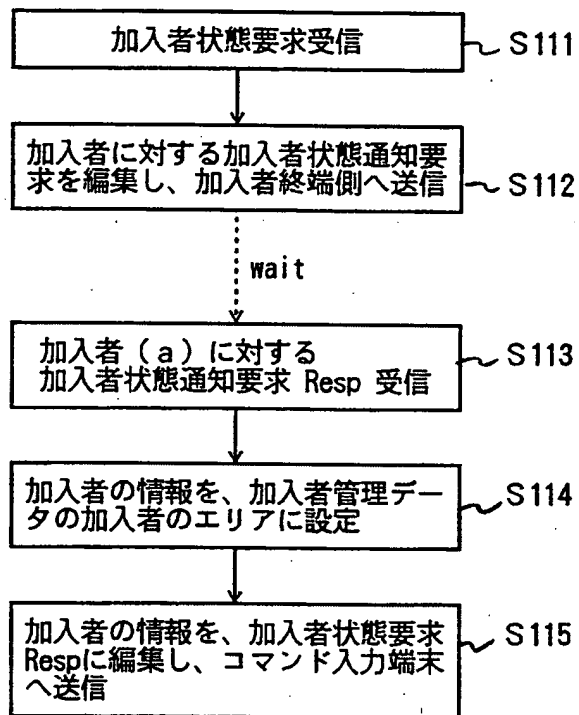 加入者状態要求受信
S111
加入者に対する加入者状態通知要
求を編集し、加入者終端側へ送信
S112
wait
加入者(a)に対する
加入者状態通知要求 Resp 受信
S113
加入者の情報を、加入者管理デー
タの加入者のエリアに設定
S114
加入者の情報を、加入者状態要求
Respに編集し、コマンド入力端末
へ送信
S115